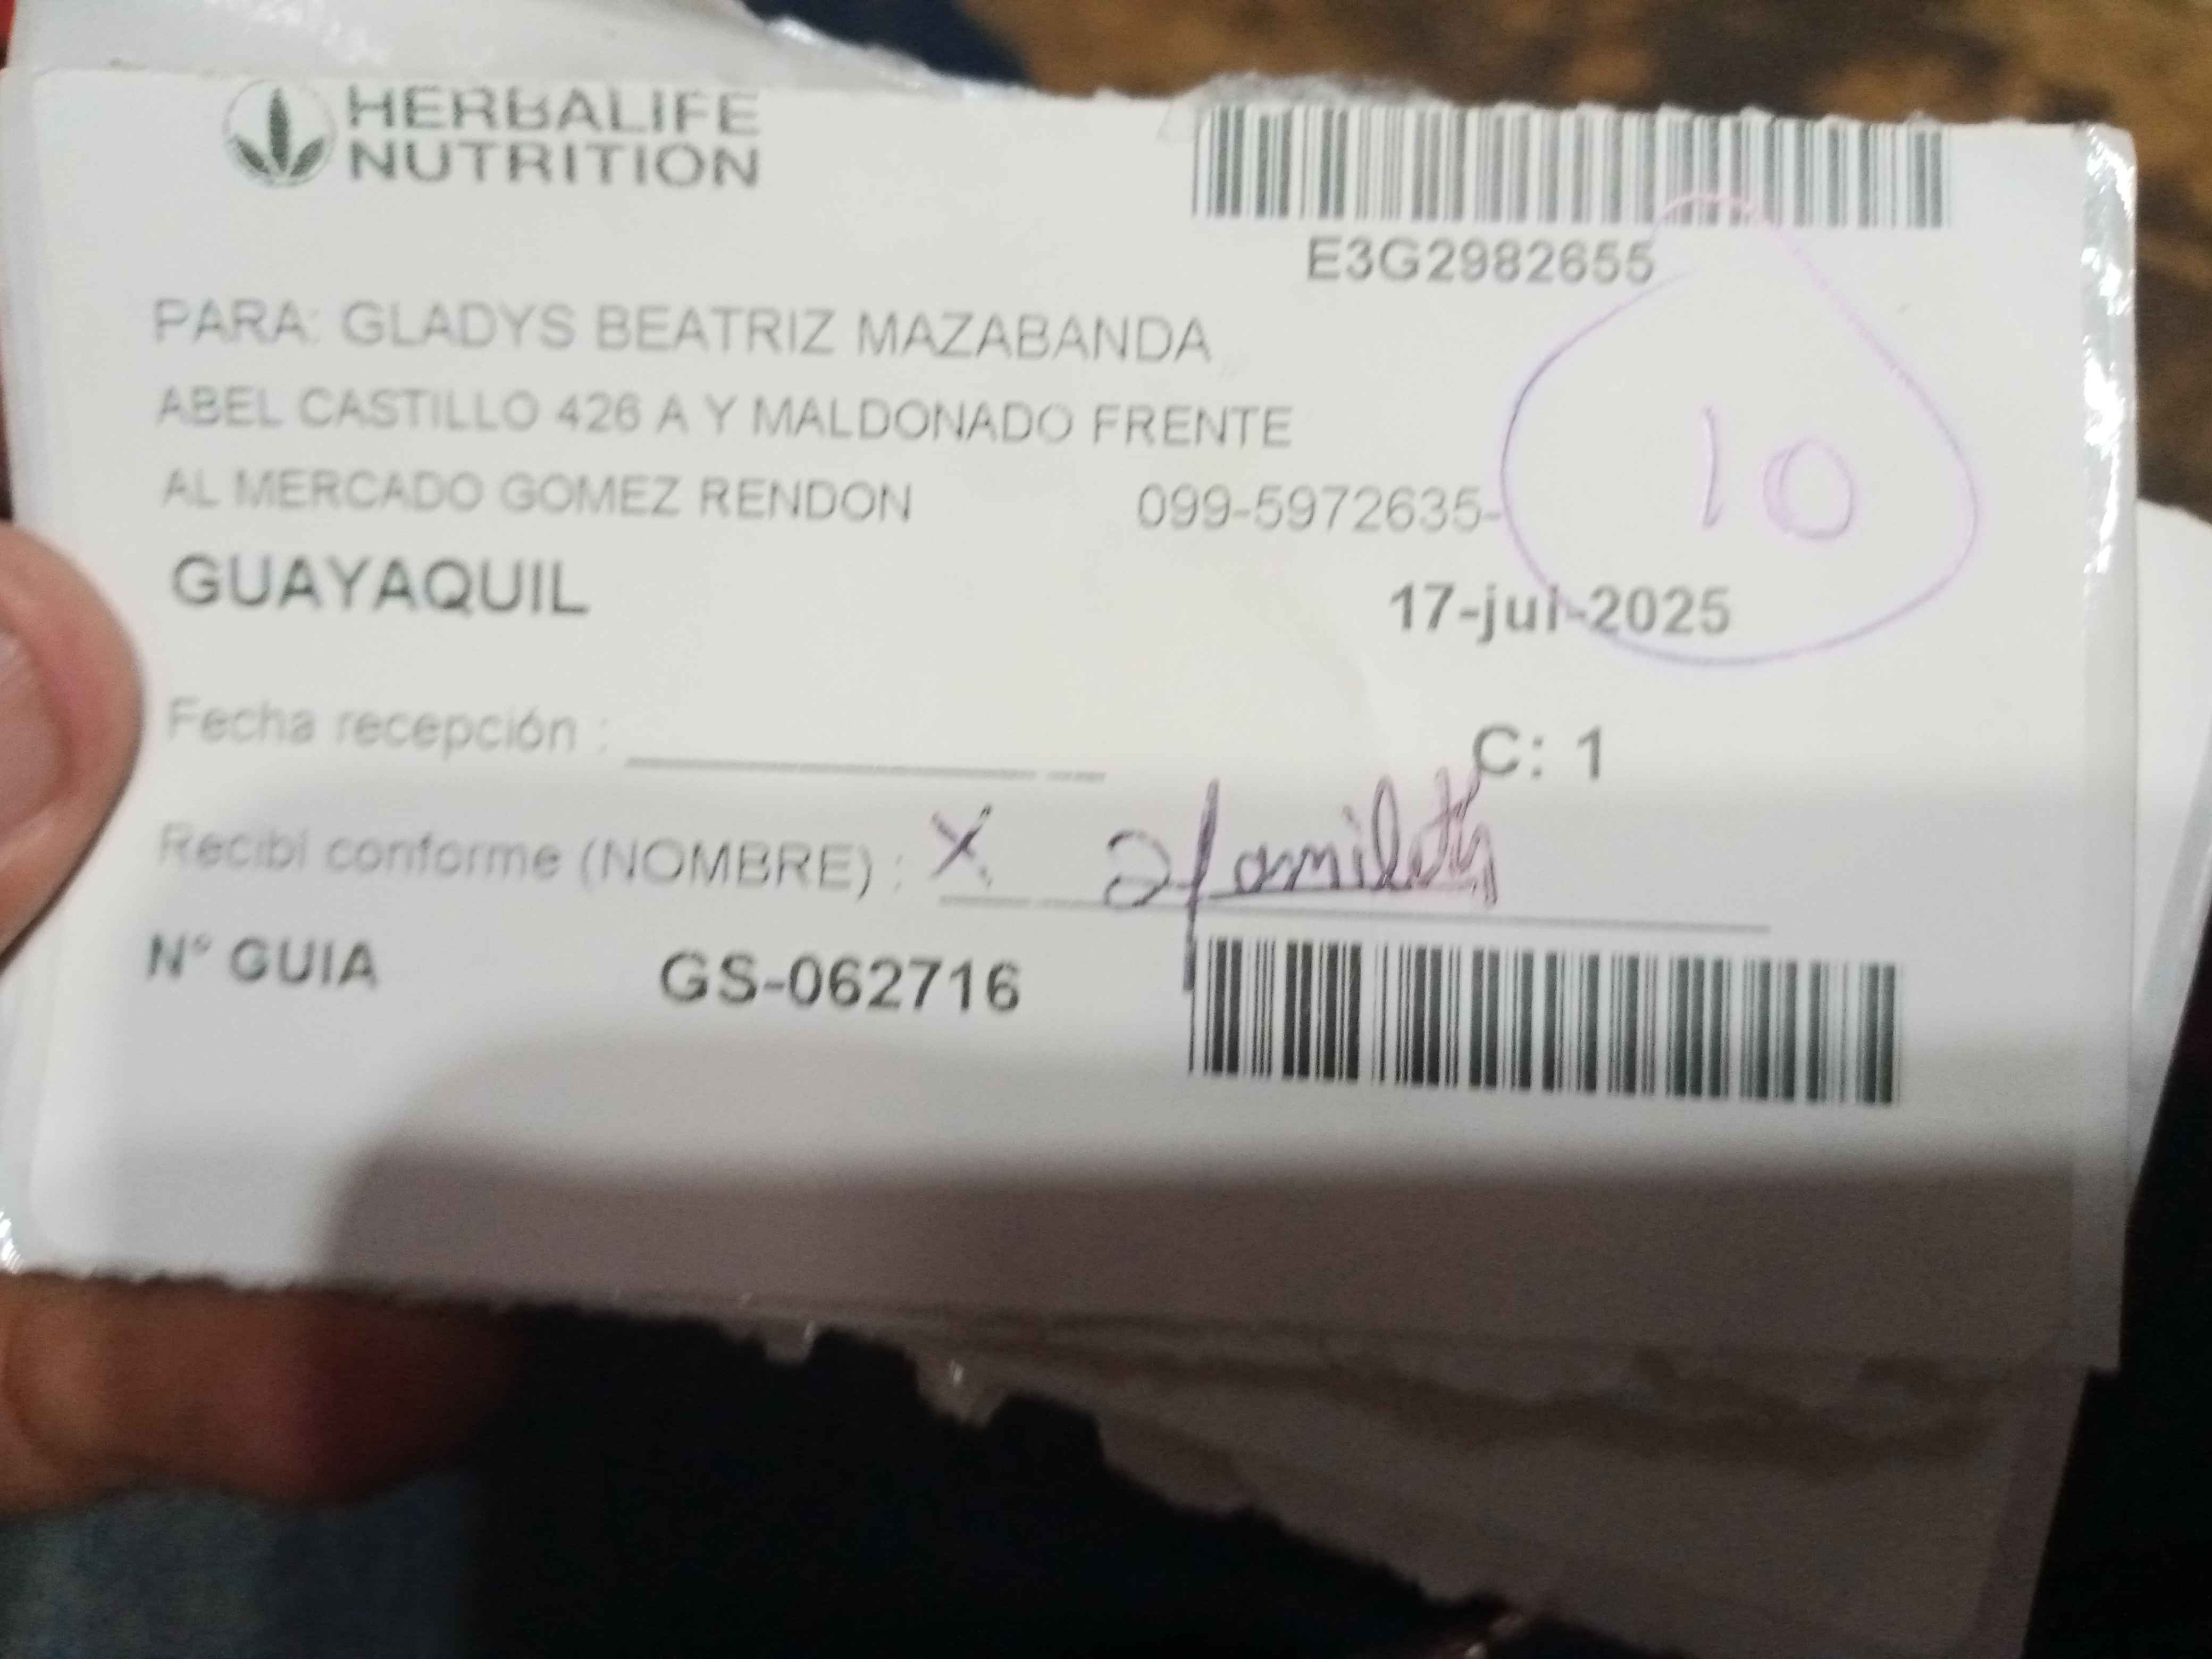 HERBALIFE
NUTRITION
E3G2982655
PARA: GLADYS BEATRIZ MAZABANDA
ABEL CASTILLO 426 A Y MALDONADO FRENTE
AL MERCADO GOMEZ RENDON 099-5972635-
10
GUAYAQUIL 17-jul-2025
Fecha recepción :
C: 1
Recibi conforme (NOMBRE) : X
N° GUIA GS-062716